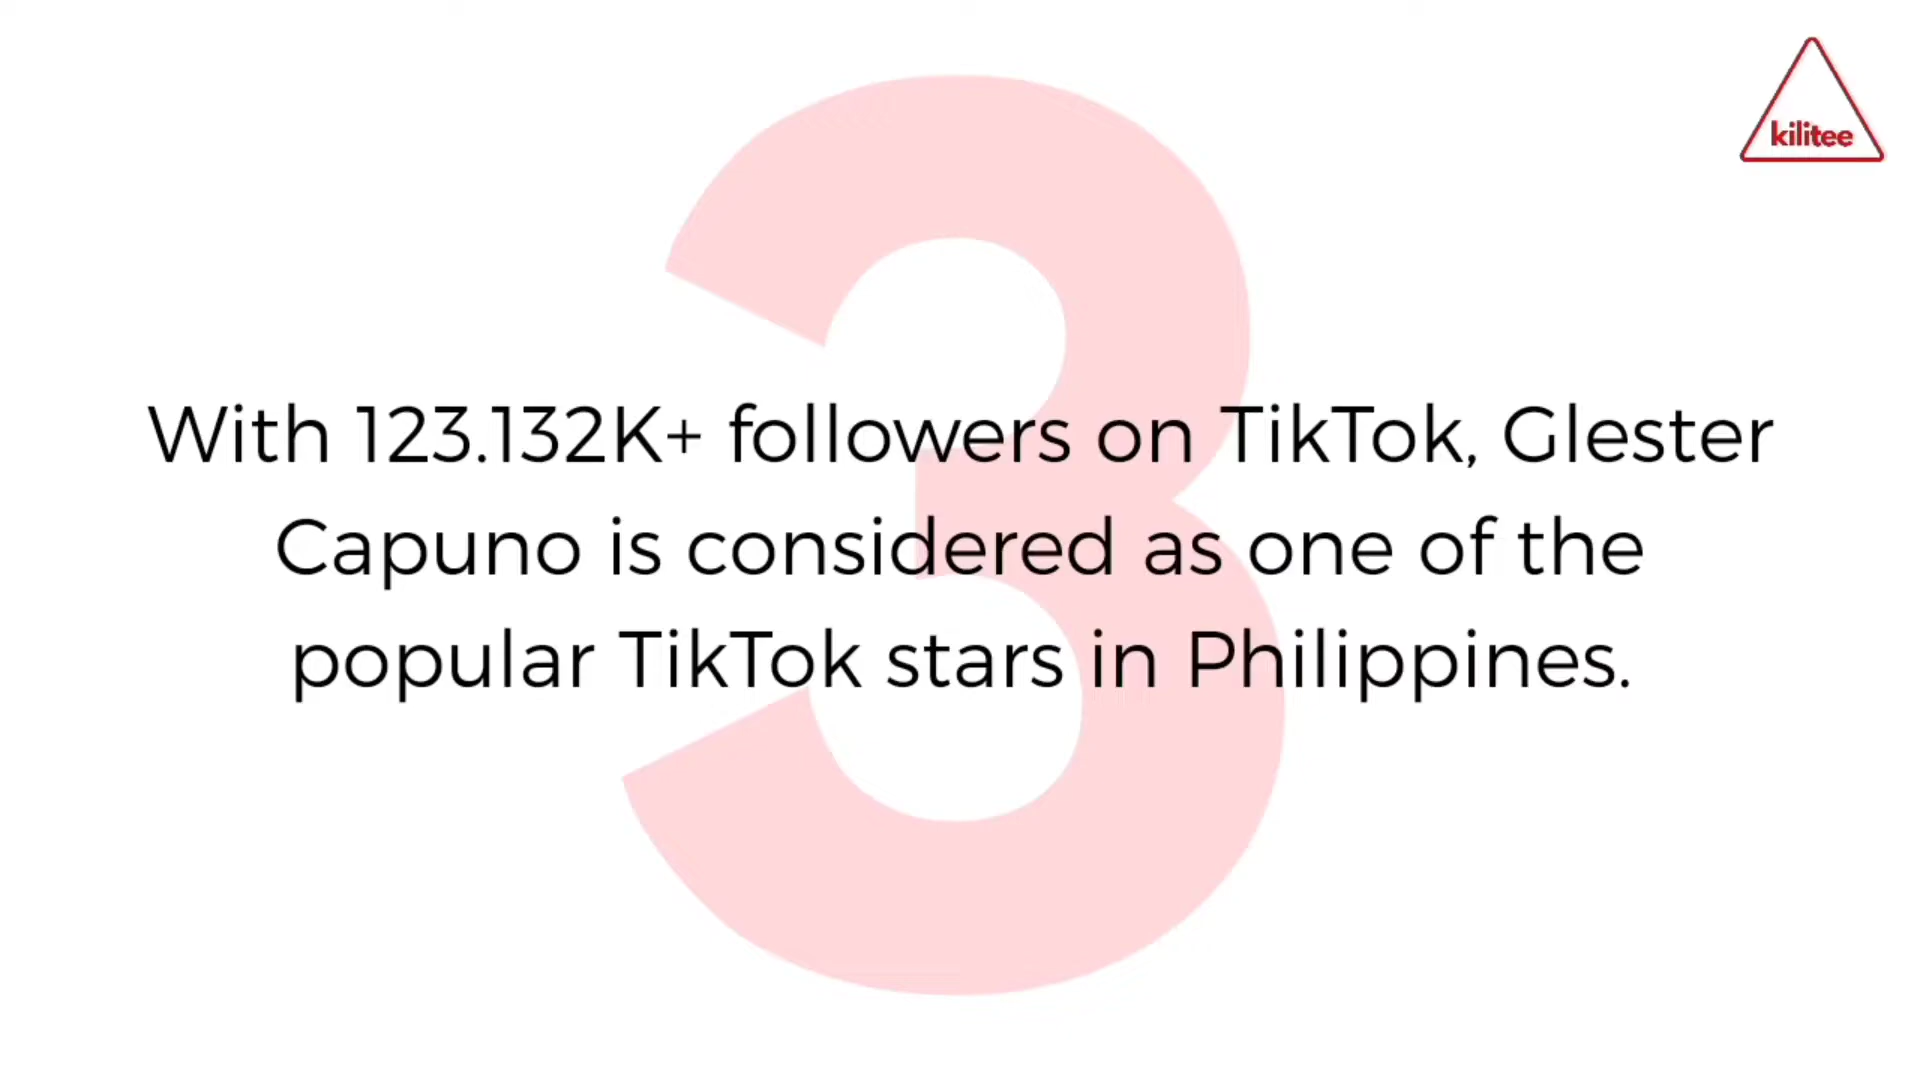 kilitee
3
With 123.132K+ followers on TikTok, Glester
Capuno is considered as one of the
popular TikTok stars in Philippines.